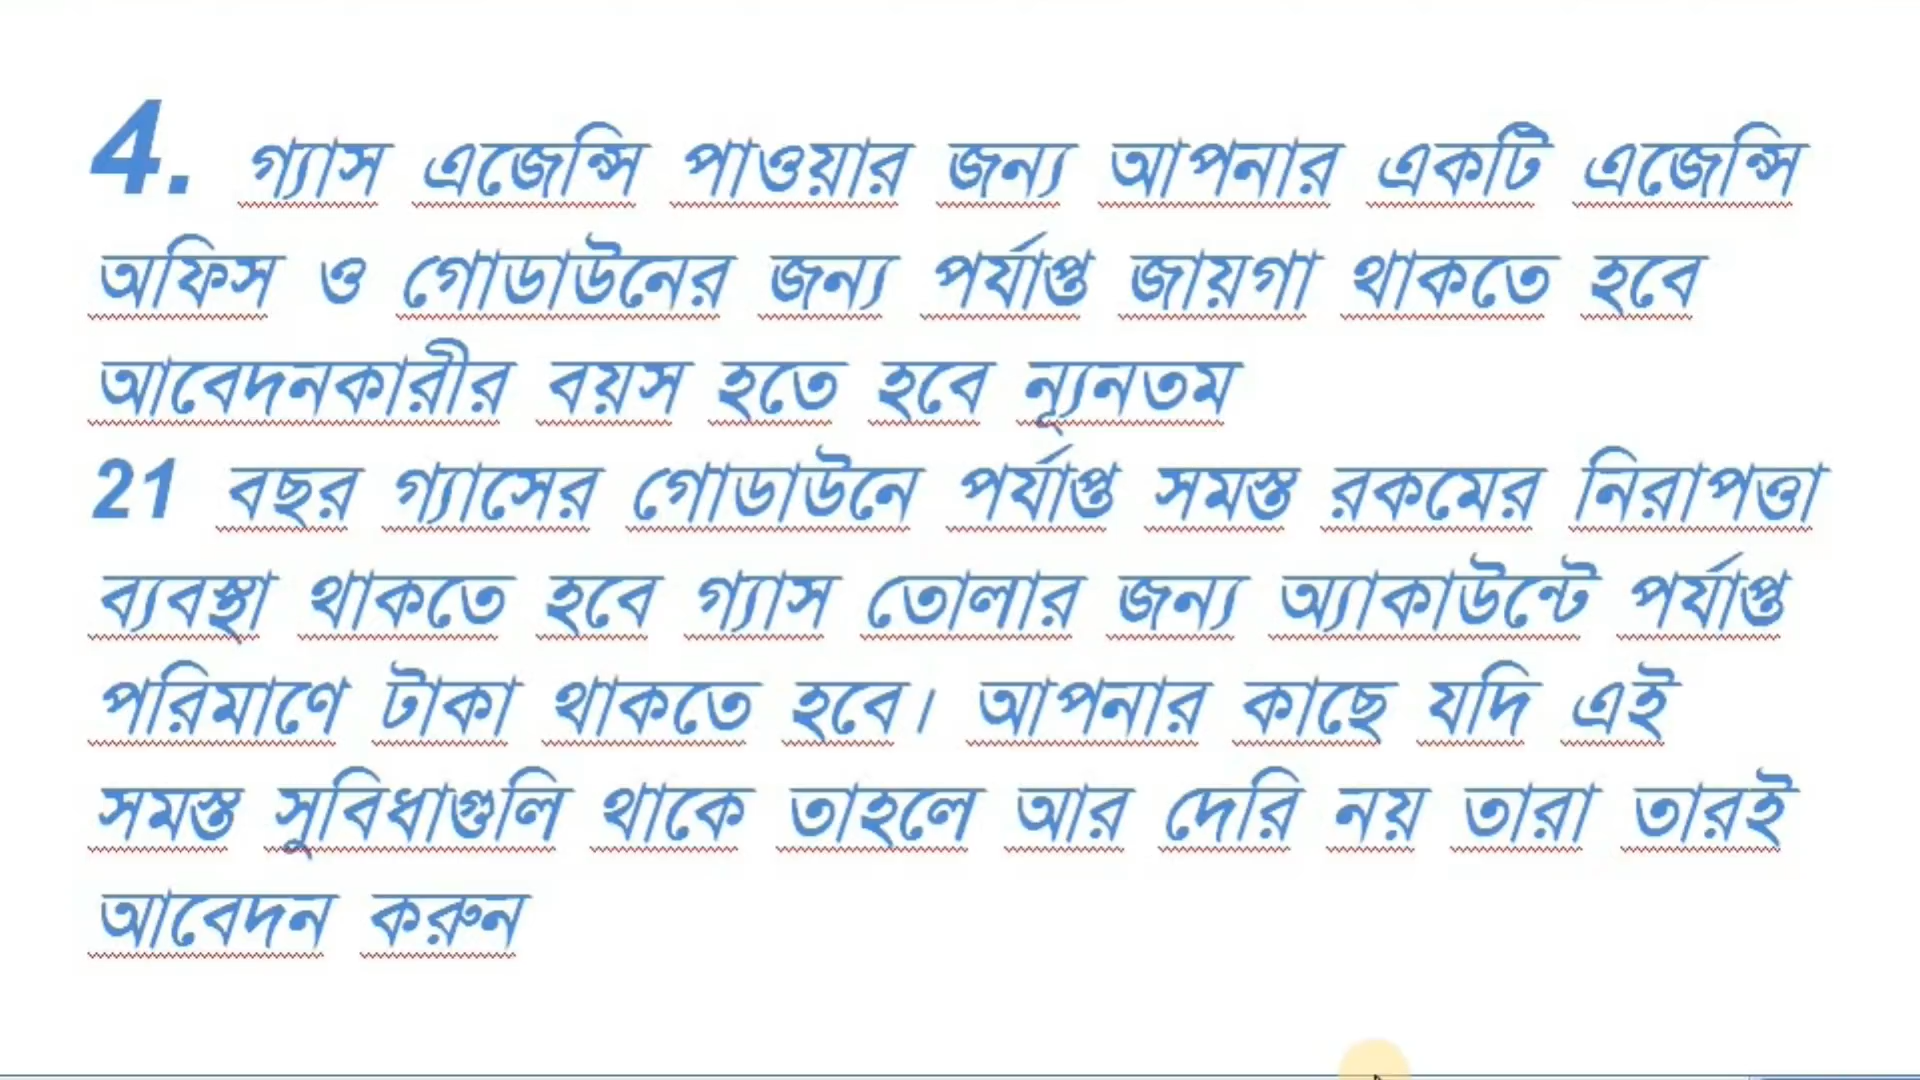 4. গ্যাস এজেন্সি পাওয়ার জন্য আপনার একটি এজেন্সি
অফিস ও গোডাউনের জন্য পর্যাপ্ত জায়গা থাকতে হবে
আবেদনকারীর বয়স হতে হবে ন্যূনতম
21 বছর গ্যাসের গোডাউনে পর্যাপ্ত সমস্ত রকমের নিরাপত্তা
ব্যবস্থা থাকতে হবে গ্যাস তোলার জন্য অ্যাকাউন্টে পর্যাপ্ত
পরিমাণে টাকা থাকতে হবে। আপনার কাছে যদি এই
সমস্ত সুবিধাগুলি থাকে তাহলে আর দেরি নয় তারা তারই
আবেদন করুন